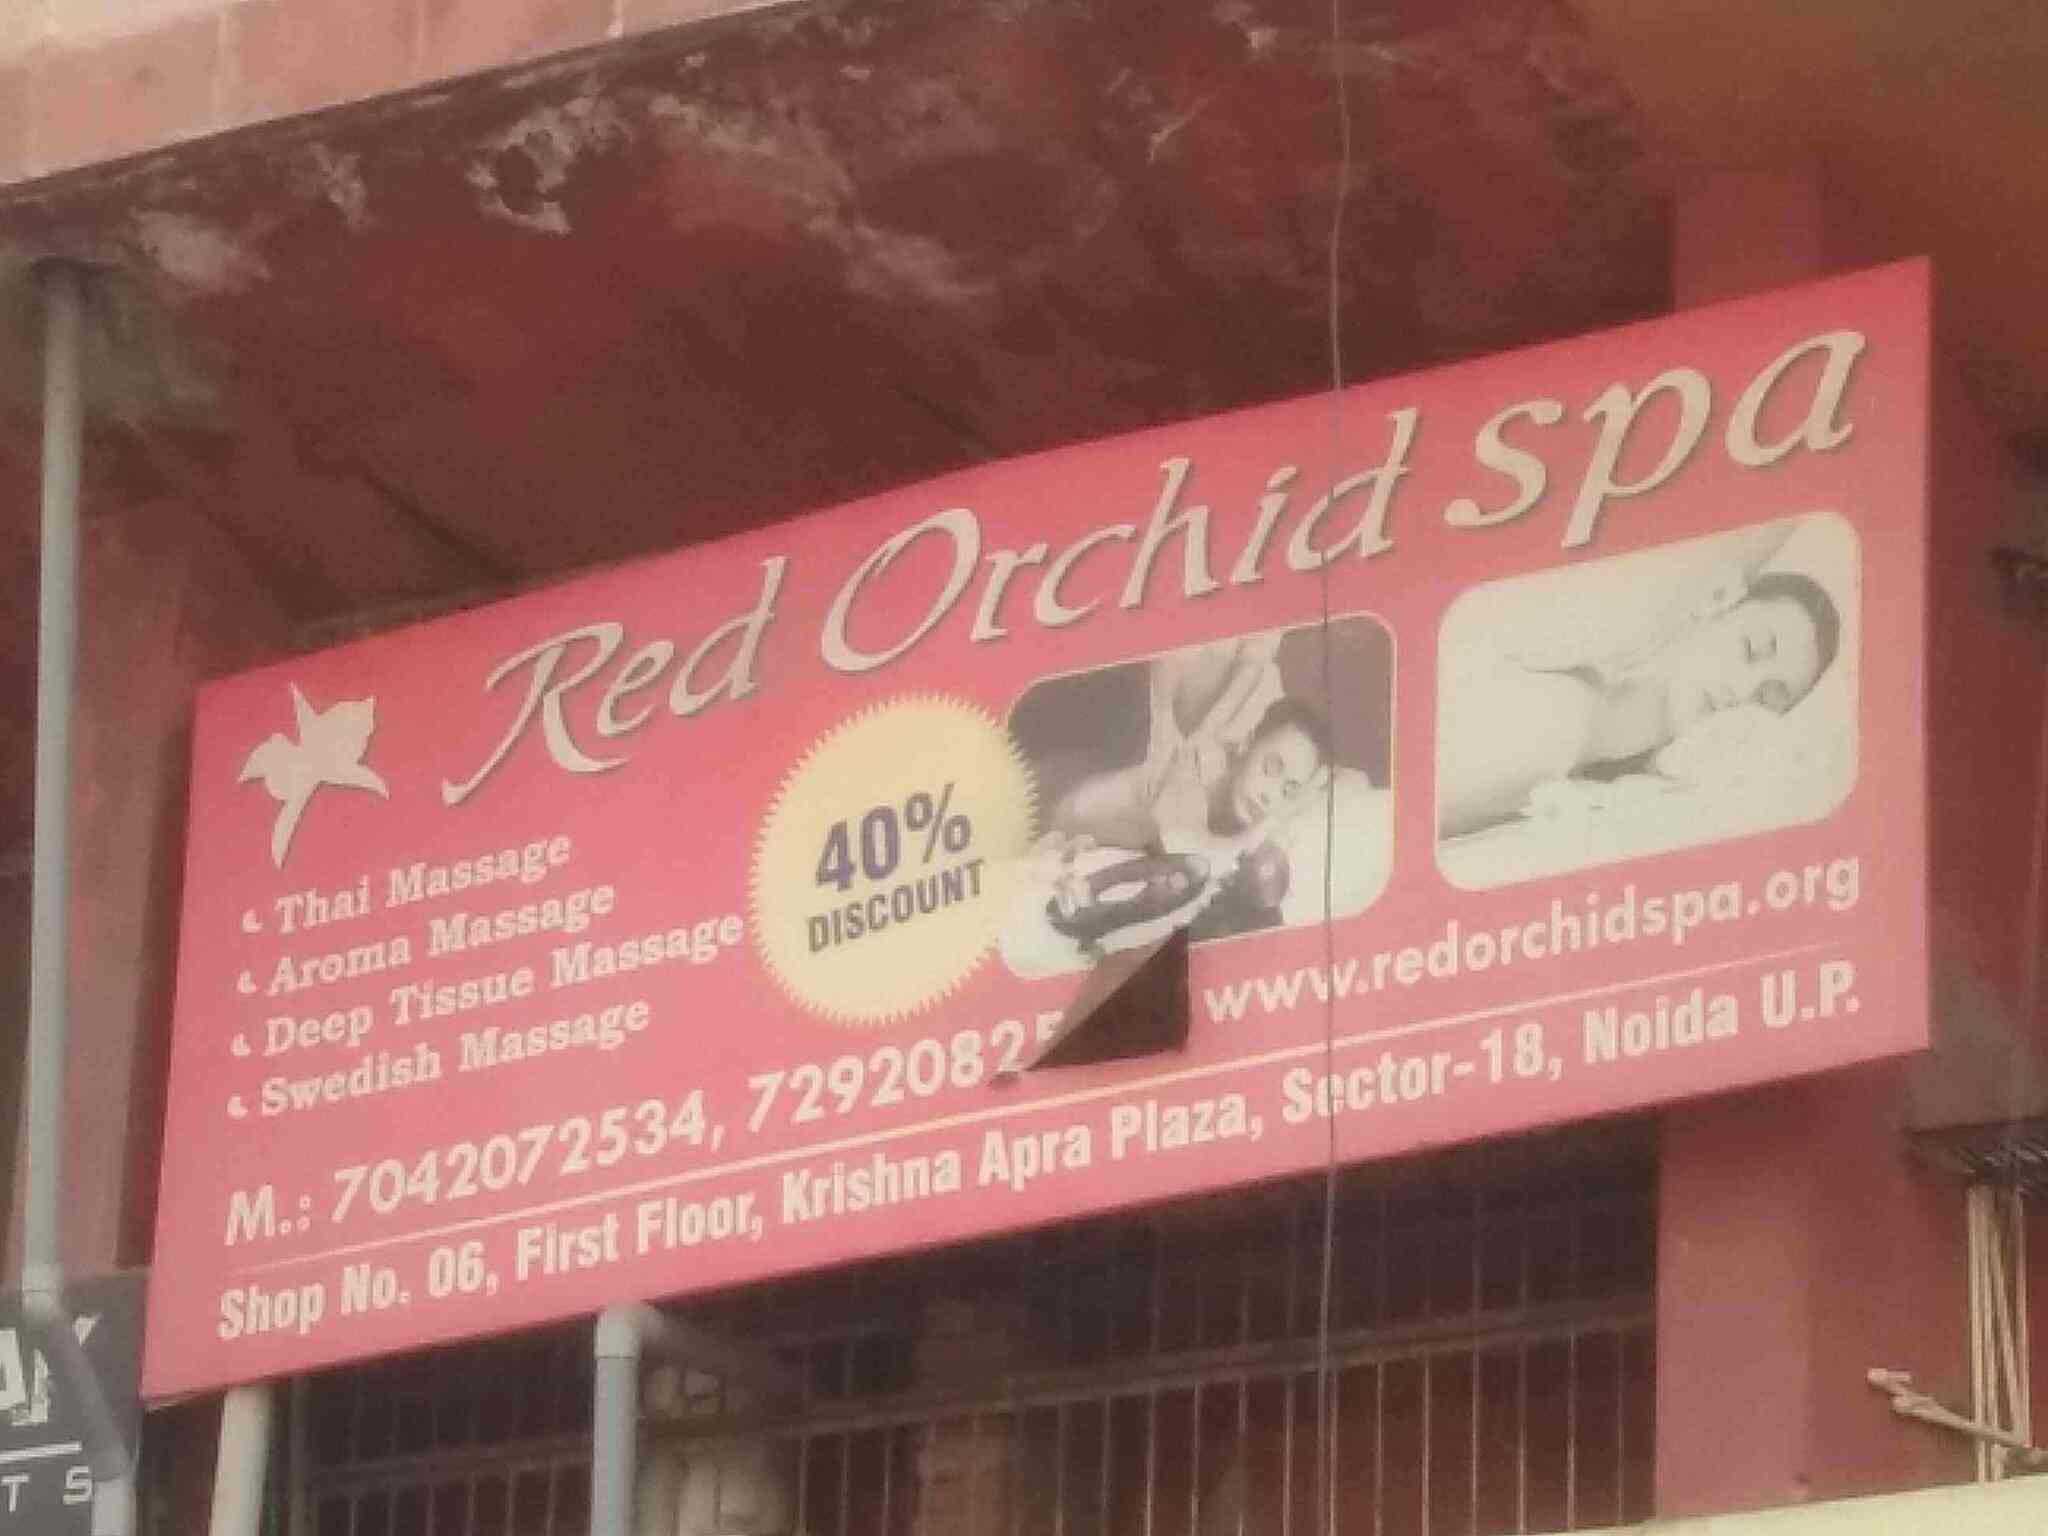 Red Orchid spa
Thai Massage
Aroma Massage
Deep Tissue Massage
Swedish Massage
40%
DISCOUNT
www.redorchidspa.org
M.: 7042072534,
Shop No. 06, First Floor, Krishna Apra Plaza, Sector-18, Noida U.P.